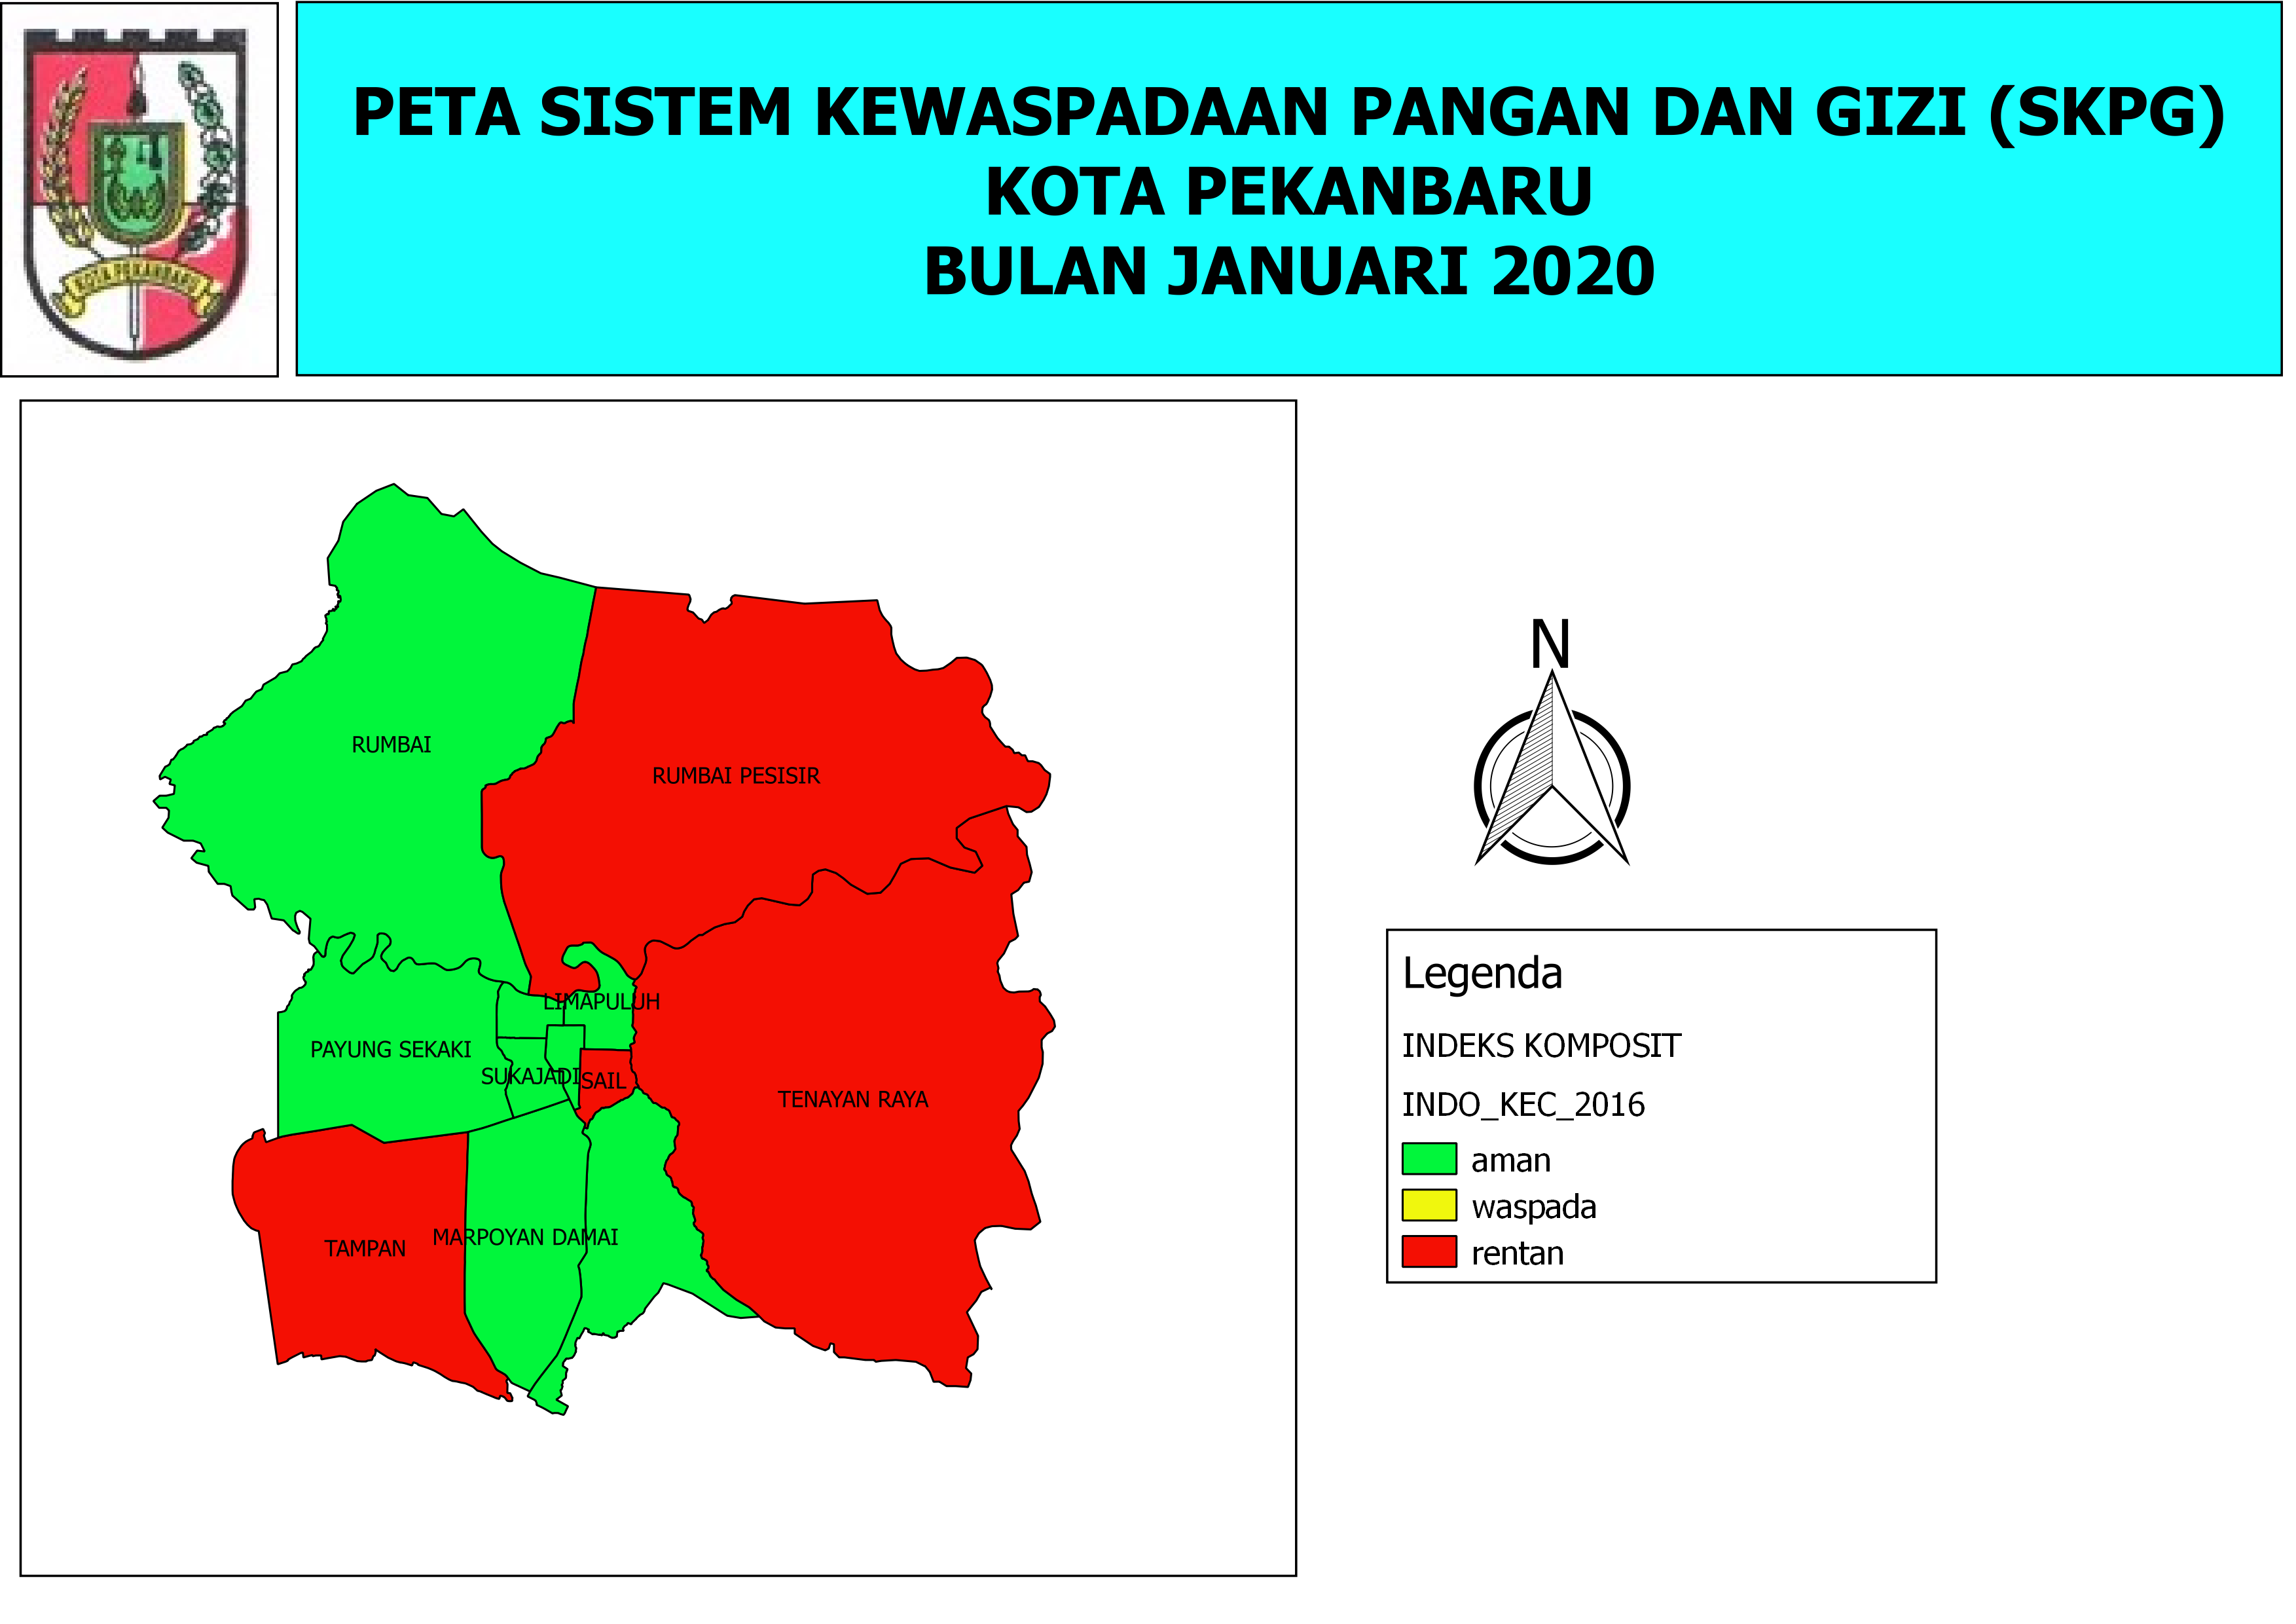 KOTA PEKANBARU
PETA SISTEM KEWASPADAAN PANGAN DAN GIZI (SKPG)
KOTA PEKANBARU
BULAN JANUARI 2020
RUMBAI
RUMBAI PESISIR
LIMAPULUH
PAYUNG SEKAKI
SUKAJADI
SAIL
TENAYAN RAYA
MARPOYAN DAMAI
TAMPAN
N
Legenda
INDEKS KOMPOSIT
INDO_KEC_2016
aman
waspada
rentan